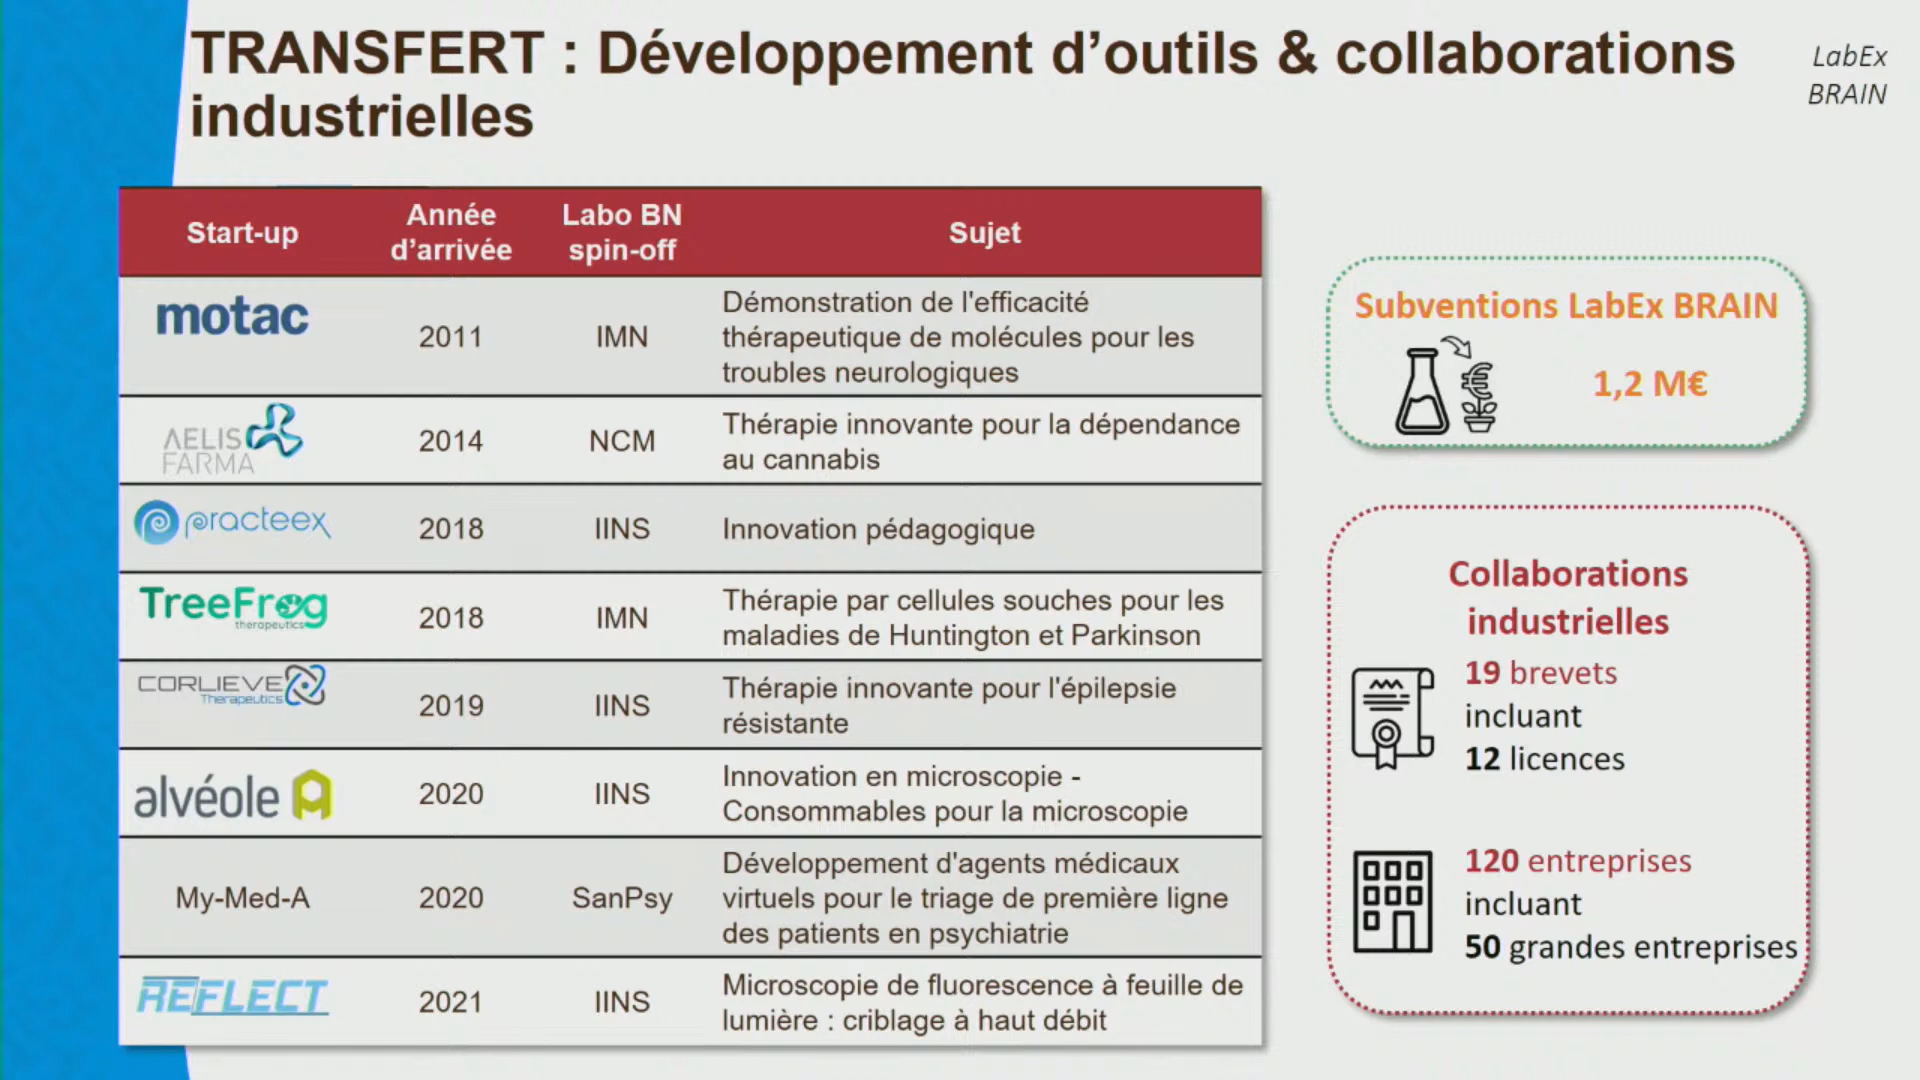 TRANSFERT : Développement d’outils & collaborations
industrielles
LabEx
BRAIN
Start-up
Année
d’arrivée
Labo BN
spin-off
Sujet
motac
2011
IMN
Démonstration de l'efficacité
thérapeutique de molécules pour les
troubles neurologiques
AELIS
FARMA
2014
NCM
Thérapie innovante pour la dépendance
au cannabis
practeex
2018
IINS
Innovation pédagogique
TreeFrog
therapeutics
2018
IMN
Thérapie par cellules souches pour les
maladies de Huntington et Parkinson
CORLIEVE
Therapeutics
2019
IINS
Thérapie innovante pour l'épilepsie
résistante
alvéole
2020
IINS
Innovation en microscopie -
Consommables pour la microscopie
My-Med-A
2020
SanPsy
Développement d'agents médicaux
virtuels pour le triage de première ligne
des patients en psychiatrie
REFLECT
2021
IINS
Microscopie de fluorescence à feuille de
lumière : criblage à haut débit
Subventions LabEx BRAIN
1,2 M€
Collaborations
industrielles
19 brevets
incluant
12 licences
120 entreprises
incluant
50 grandes entreprises